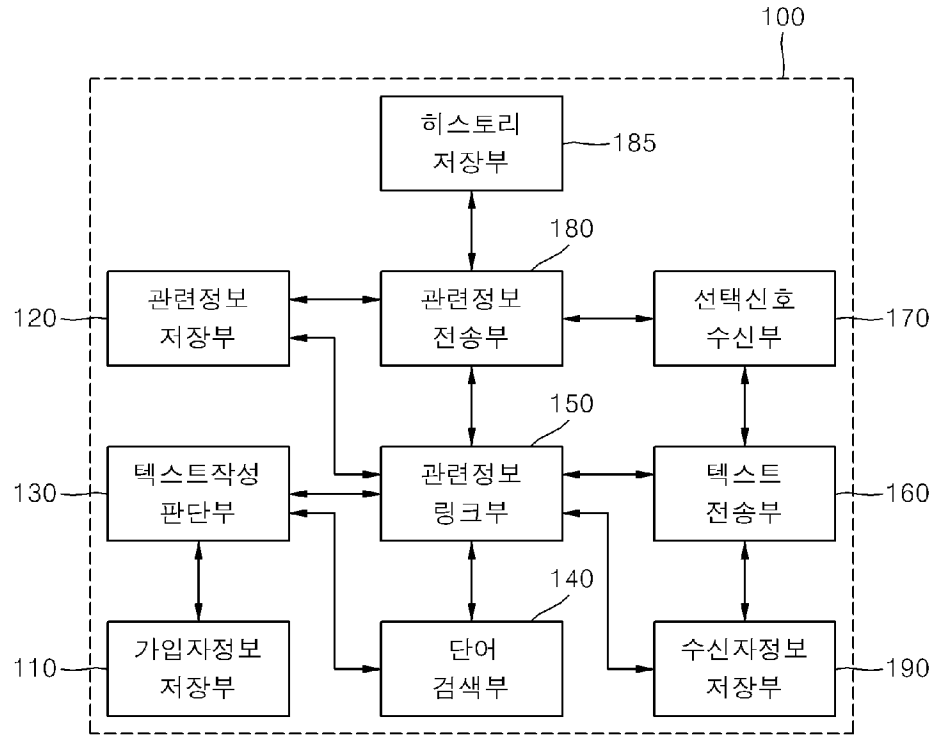 100
히스토리
저장부
185
180
120
관련정보
저장부
관련정보
전송부
선택신호
수신부
170
150
130
텍스트작성
판단부
관련정보
링크부
텍스트
전송부
160
140
110
가입자정보
저장부
단어
검색부
수신자정보
저장부
190